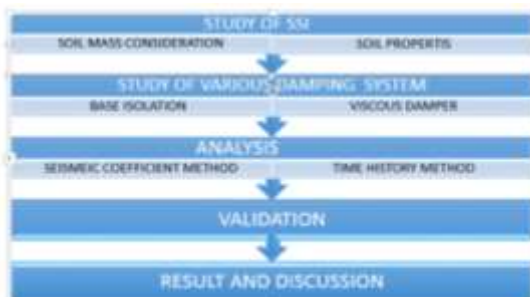 STUDY OF SSI
SOIL MASS CONSIDERATION SOIL PROPERTIS
STUDY OF VARIOUS DAMPING SYSTEM
BASE ISOLATION VISCOUS DAMPER
ANALYSIS
SEISMEIC COEFFICIENT METHOD TIME HISTORY METHOD
VALIDATION
RESULT AND DISCUSSION